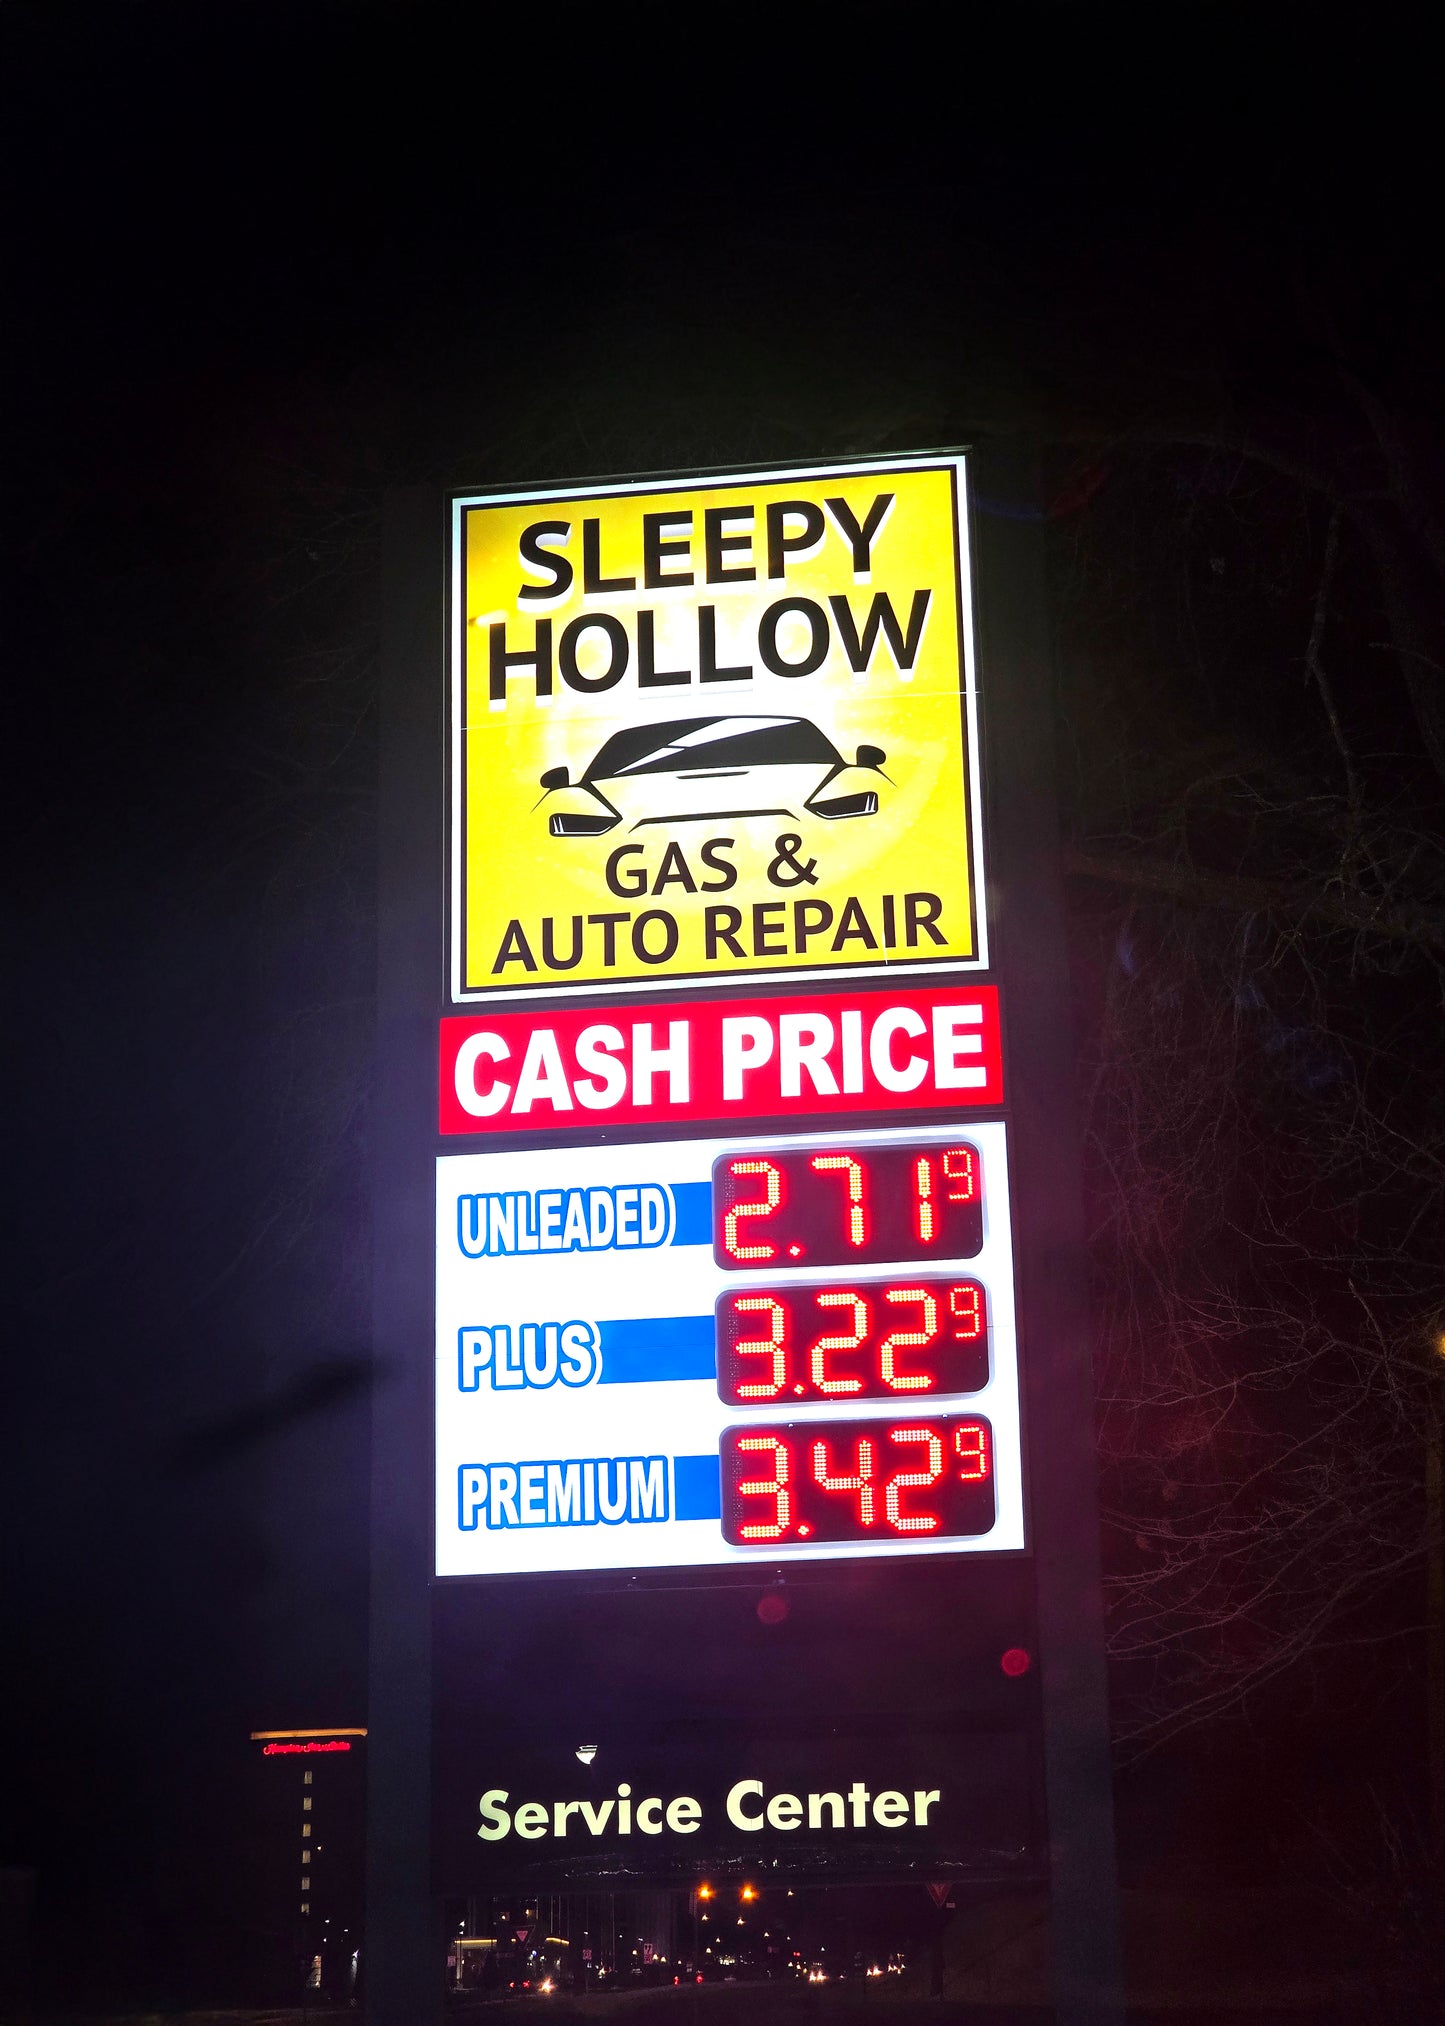 SLEEPY
HOLLOW
GAS &
AUTO REPAIR
CASH PRICE
UNLEADED 2.71 9
PLUS 3.22 9
PREMIUM 3.42 9
Service Center